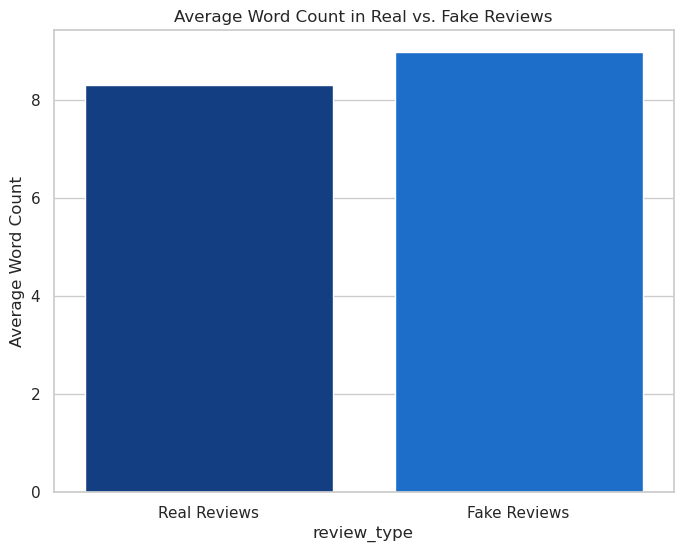 Average Word Count in Real vs. Fake Reviews
Average Word Count
8
6
4
2
0
Real Reviews
Fake Reviews
review_type